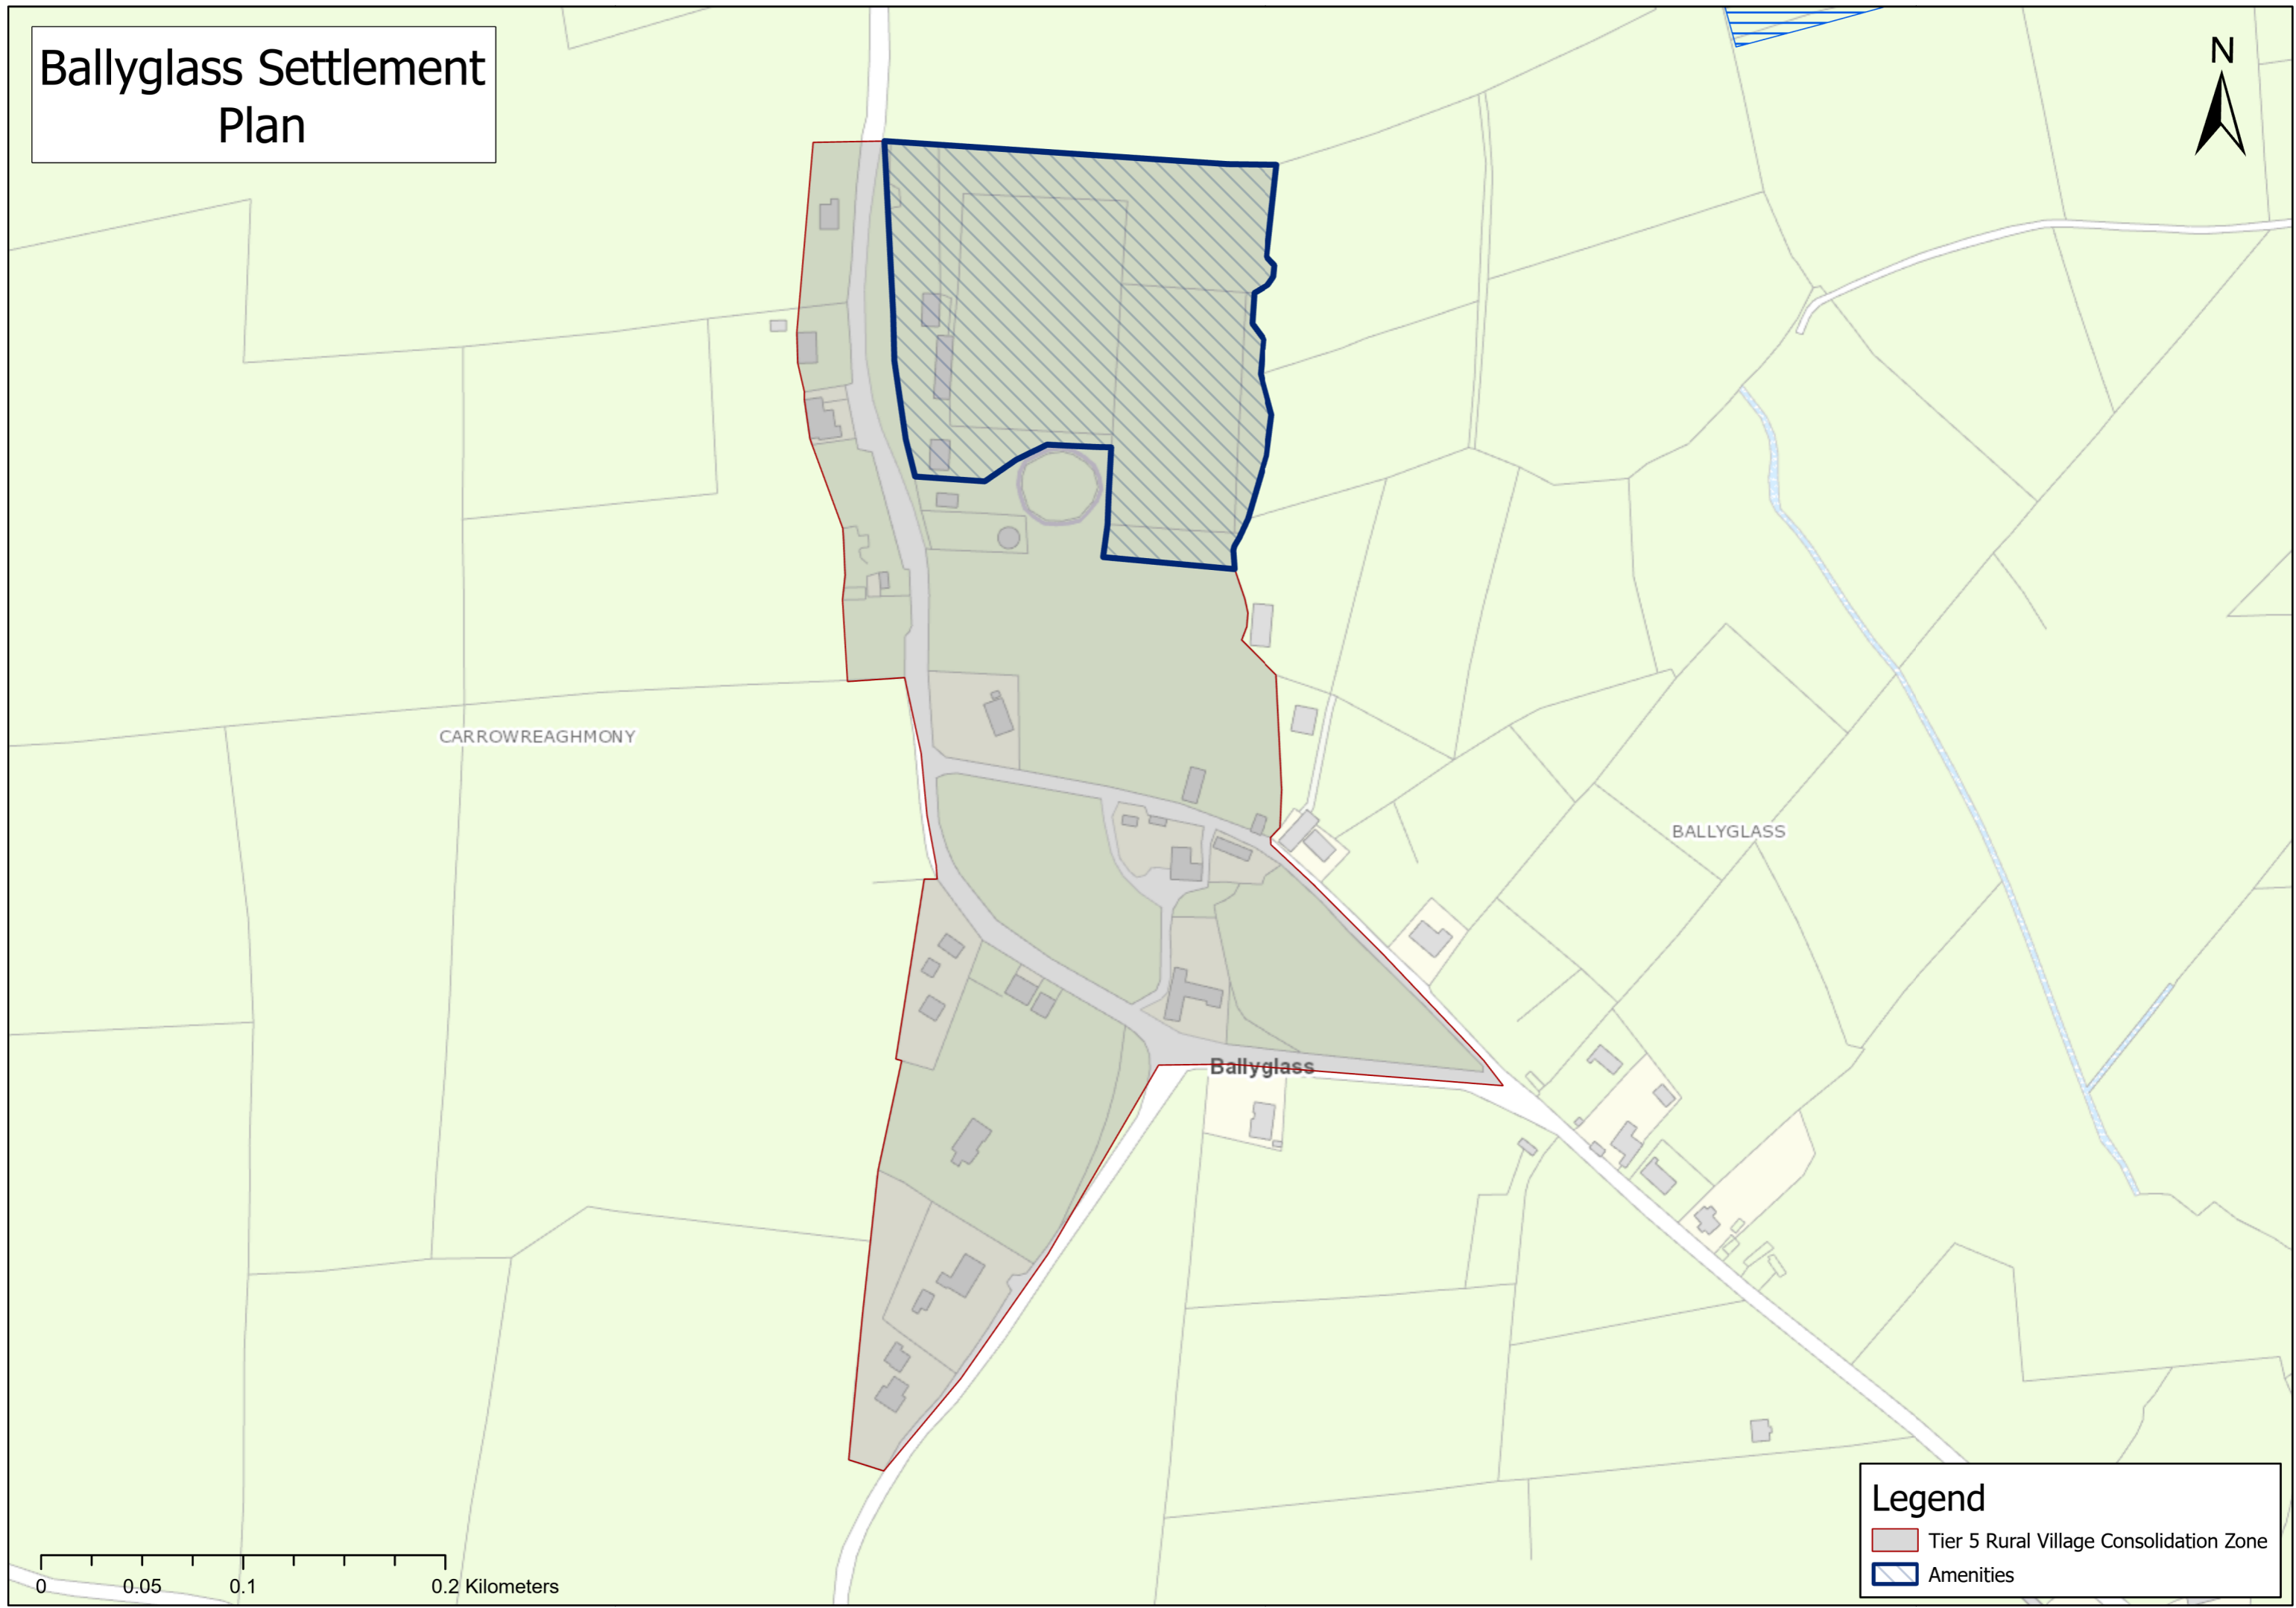 Ballyglass Settlement
Plan
N
CARROWREAGHMONY
BALLYGLASS
Ballyglass
Legend
Tier 5 Rural Village Consolidation Zone
Amenities
0 0.05 0.1 0.2 Kilometers